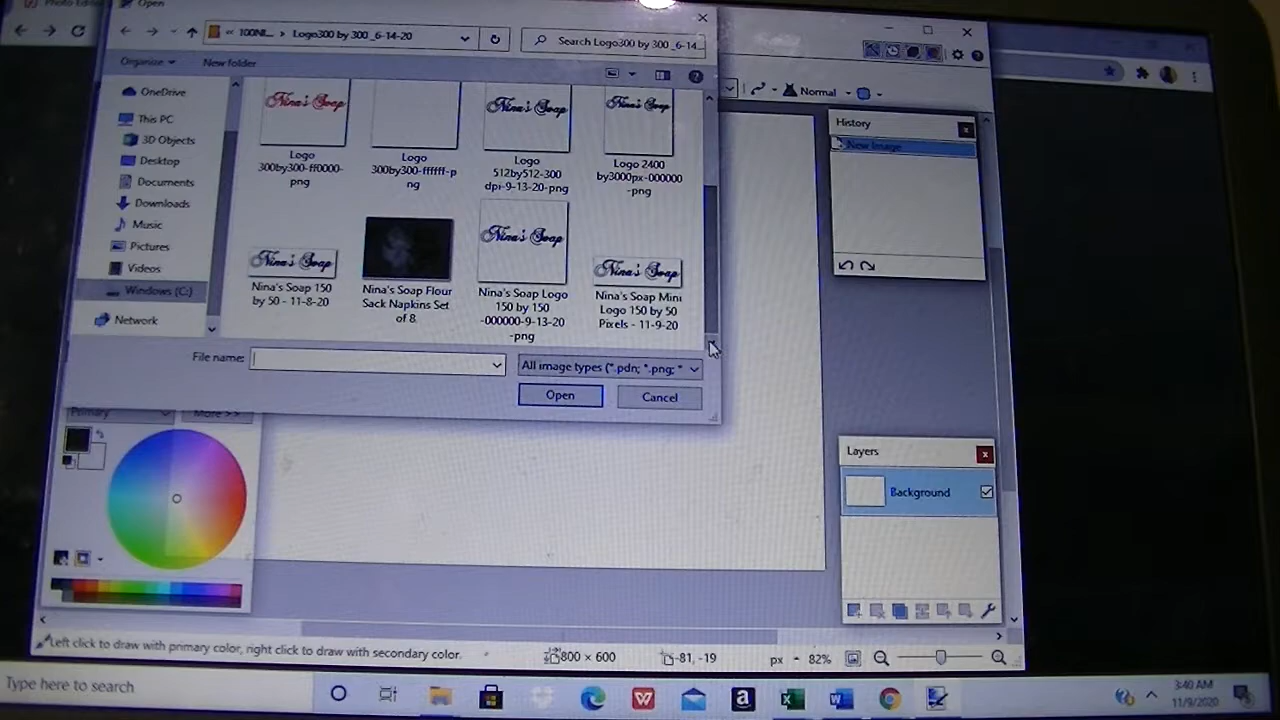 Open
« 100NL... > Logo300 by 300 _6-14-20
Search Logo300 by 300 _6-14...
Organize
New folder
OneDrive
This PC
3D Objects
Desktop
Documents
Downloads
Music
Pictures
Videos
Windows (C:)
Network
Nina's Soap
Nina's Soap
Nina's Soap
Logo
300by300-ff0000-
png
Logo
300by300-ffffff-p
ng
Logo
512by512-300
dpi-9-13-20-png
Logo 2400
by3000px-000000
-png
Nina's Soap
Nina's Soap
Nina's Soap
Nina's Soap 150
by 50 - 11-8-20
Nina's Soap Flour
Sack Napkins Set
of 8
Nina's Soap Logo
150 by 150
-000000-9-13-20
-png
Nina's Soap Mini
Logo 150 by 50
Pixels - 11-9-20
File name:
All image types (*.pdn; *.png; *
Open
Cancel
Normal
History
New Image
Primary
More >>
Layers
Background
Left click to draw with primary color, right click to draw with secondary color.
800 × 600
-81, -19
px
82%
Type here to search
3:40 AM
11/9/2020